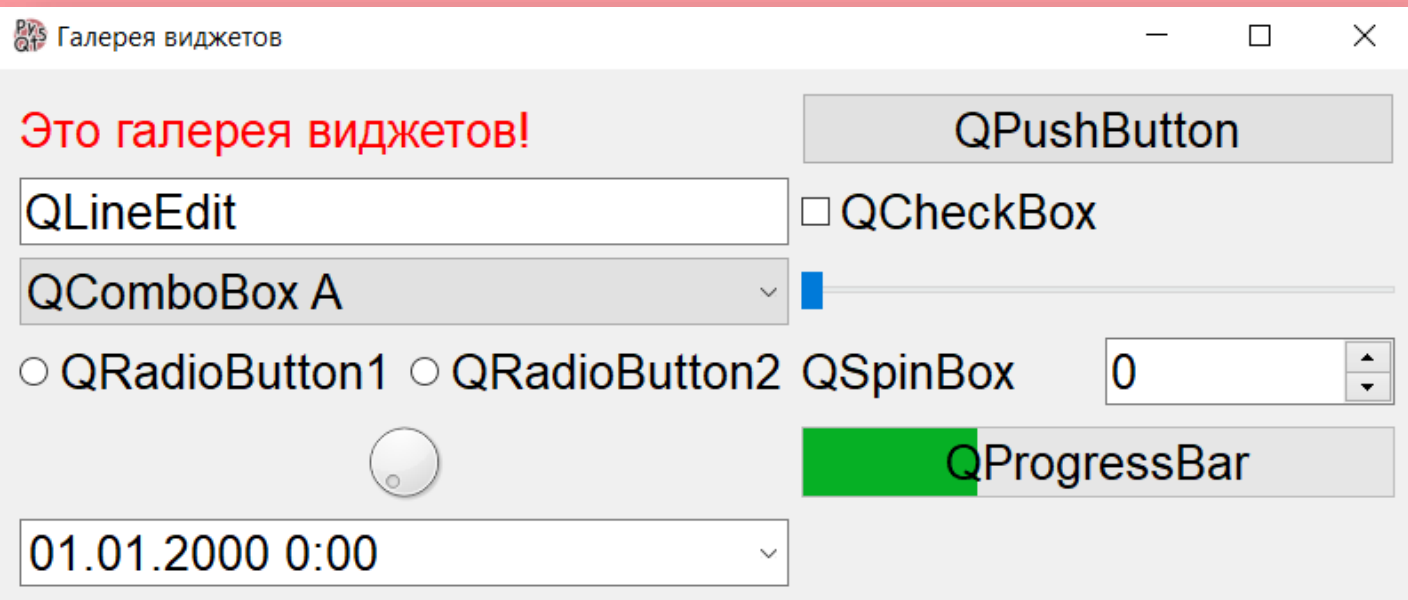 Галерея виджетов
Это галерея виджетов!
QPushButton
QLineEdit
QCheckBox
QComboBox A
QRadioButton1
QRadioButton2
QSpinBox
0
QProgressBar
01.01.2000 0:00